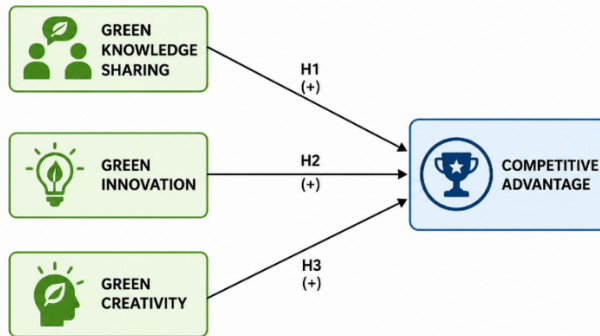 GREEN
KNOWLEDGE
SHARING
H1
(+)
GREEN
INNOVATION
H2
(+)
COMPETITIVE
ADVANTAGE
GREEN
CREATIVITY
H3
(+)